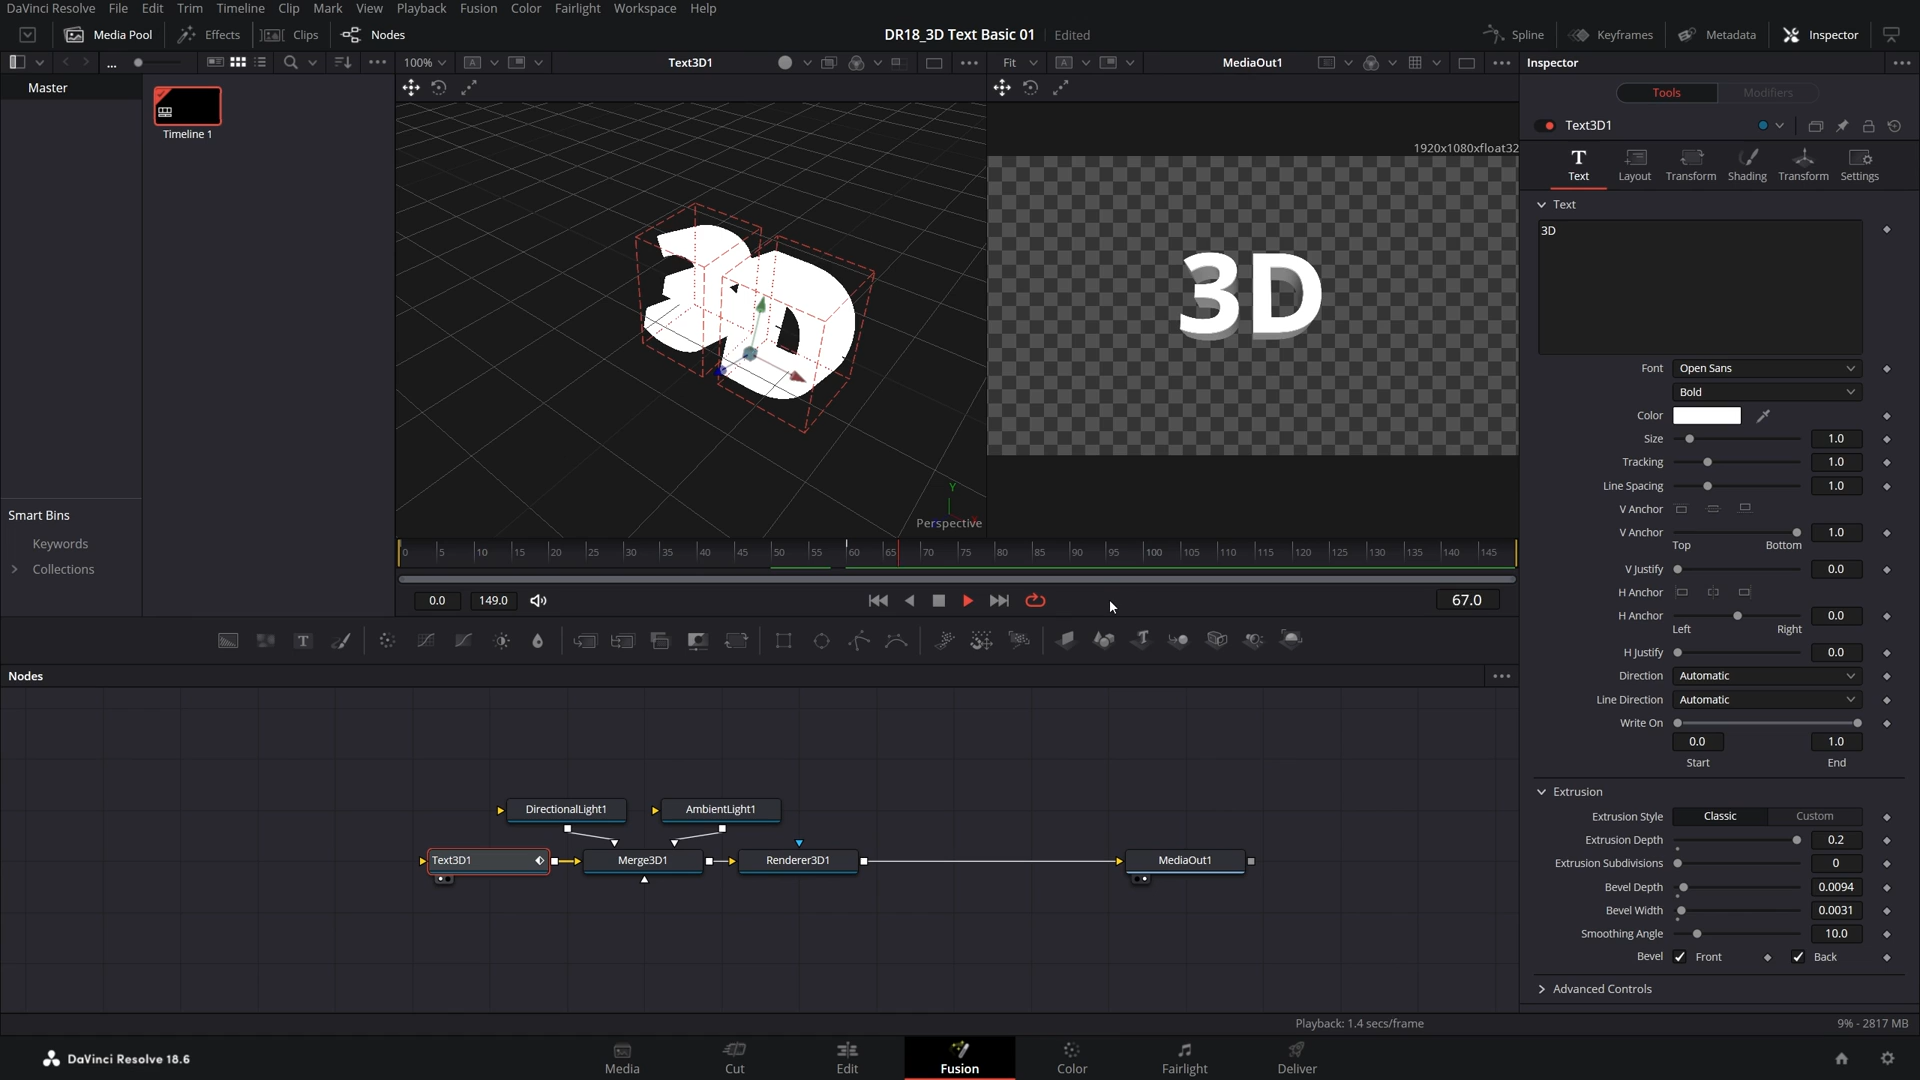 DaVinci Resolve File Edit Trim Timeline Clip Mark View Playback Fusion Color Fairlight Workspace Help
Media Pool Effects Clips Nodes DR18_3D Text Basic 01 Edited Spline Keyframes Metadata Inspector
... 100% Text3D1 Fit MediaOut1 Inspector
Master
Timeline 1
Smart Bins
Keywords
Collections
Perspective
Y
3D
1920x1080xfloat32
3D
0 5 10 15 20 25 30 35 40 45 50 55 60 65 70 75 80 85 90 95 100 105 110 115 120 125 130 135 140 145
0.0 149.0 67.0
Nodes
DirectionalLight1 AmbientLight1
Text3D1 Merge3D1 Renderer3D1 MediaOut1
Tools Modifiers
Text3D1
Text Layout Transform Shading Transform Settings
Text
3D
Font Open Sans
Bold
Color
Size 1.0
Tracking 1.0
Line Spacing 1.0
V Anchor
V Anchor 1.0
Top Bottom
V Justify 0.0
H Anchor
H Anchor 0.0
Left Right
H Justify 0.0
Direction Automatic
Line Direction Automatic
Write On
0.0 1.0
Start End
Extrusion
Extrusion Style Classic Custom
Extrusion Depth 0.2
Extrusion Subdivisions 0
Bevel Depth 0.0094
Bevel Width 0.0031
Smoothing Angle 10.0
Bevel Front Back
Advanced Controls
Playback: 1.4 secs/frame 9% - 2817 MB
DaVinci Resolve 18.6 Media Cut Edit Fusion Color Fairlight Deliver